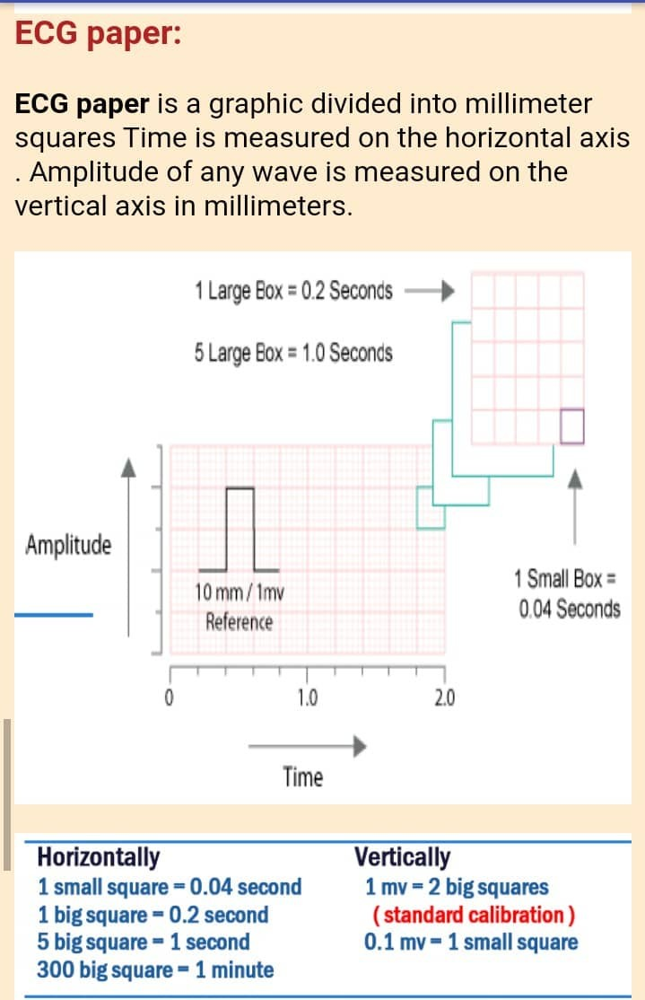 ECG paper:
ECG paper is a graphic divided into millimeter
squares Time is measured on the horizontal axis
. Amplitude of any wave is measured on the
vertical axis in millimeters.
1 Large Box = 0.2 Seconds
5 Large Box = 1.0 Seconds
Amplitude
10 mm / 1mv
Reference
1 Small Box =
0.04 Seconds
0
1.0
2.0
Time
Horizontally
1 small square = 0.04 second
1 big square = 0.2 second
5 big square = 1 second
300 big square = 1 minute
Vertically
1 mv = 2 big squares
( standard calibration )
0.1 mv = 1 small square